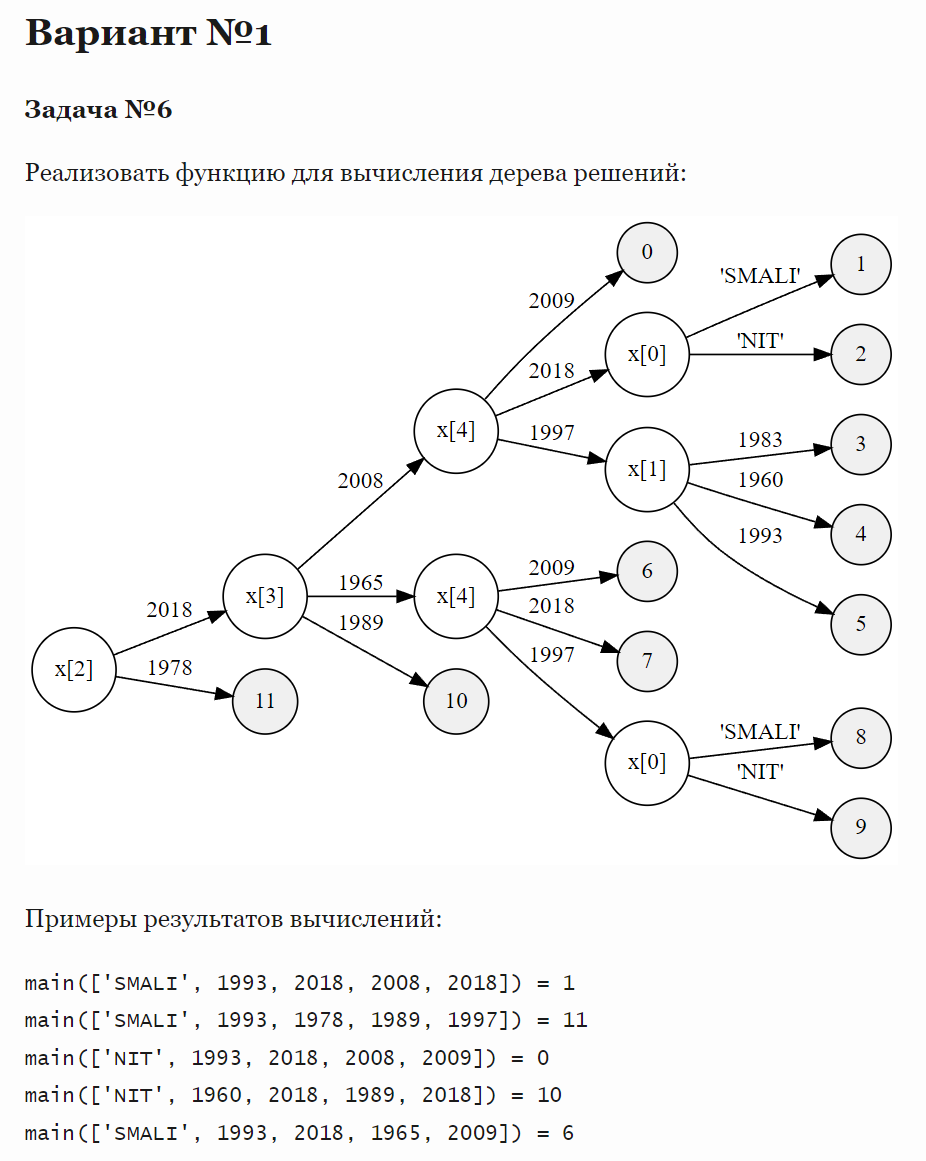 Вариант №1
Задача №6
Реализовать функцию для вычисления дерева решений:
0
'SMALI'
1
2009
'NIT'
x[0]
2
2018
x[4]
1997
1983
3
x[1]
1960
2008
1993
4
2009
6
1965
x[3]
x[4]
2018
5
2018
1989
7
1997
x[2]
1978
11
10
'SMALI'
8
x[0]
'NIT'
9
Примеры результатов вычислений:
main(['SMALI', 1993, 2018, 2008, 2018]) = 1
main(['SMALI', 1993, 1978, 1989, 1997]) = 11
main(['NIT', 1993, 2018, 2008, 2009]) = 0
main(['NIT', 1960, 2018, 1989, 2018]) = 10
main(['SMALI', 1993, 2018, 1965, 2009]) = 6